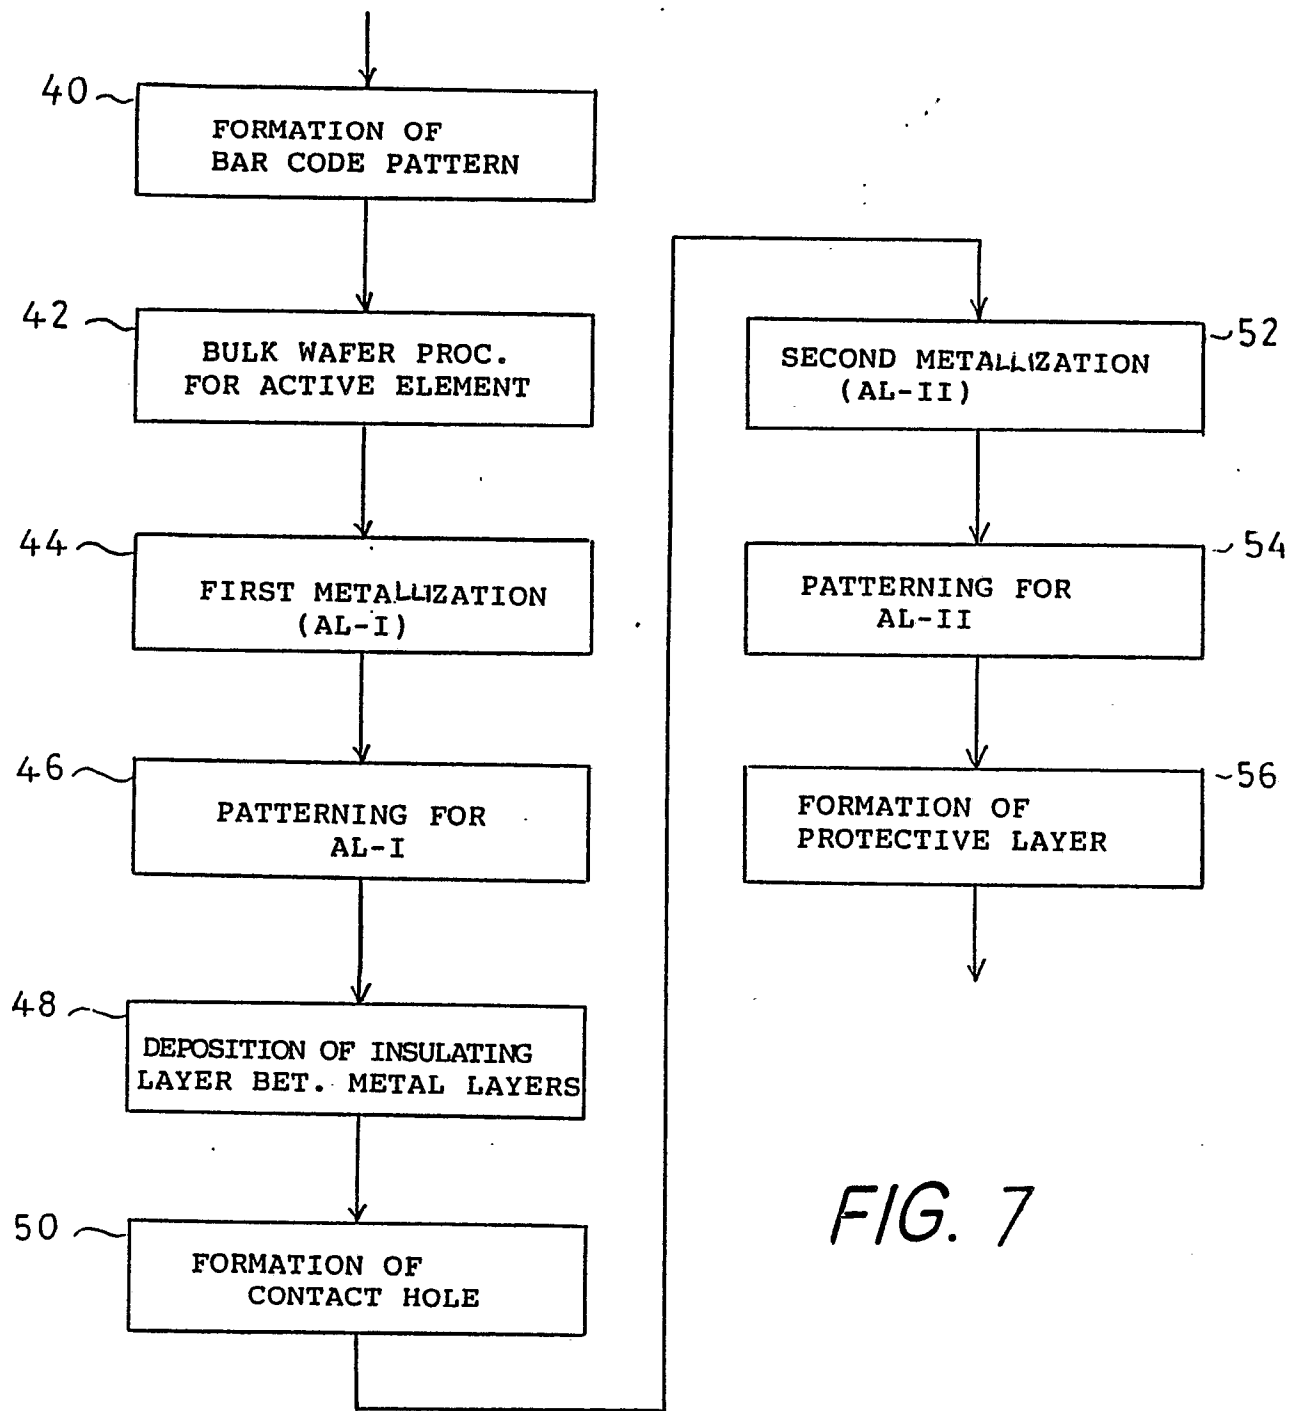 40
FORMATION OF
BAR CODE PATTERN
42
BULK WAFER PROC.
FOR ACTIVE ELEMENT
44
FIRST METALLIZATION
(AL-I)
46
PATTERNING FOR
AL-I
48
DEPOSITION OF INSULATING
LAYER BET. METAL LAYERS
50
FORMATION OF
CONTACT HOLE
52
SECOND METALLIZATION
(AL-II)
54
PATTERNING FOR
AL-II
56
FORMATION OF
PROTECTIVE LAYER
FIG. 7